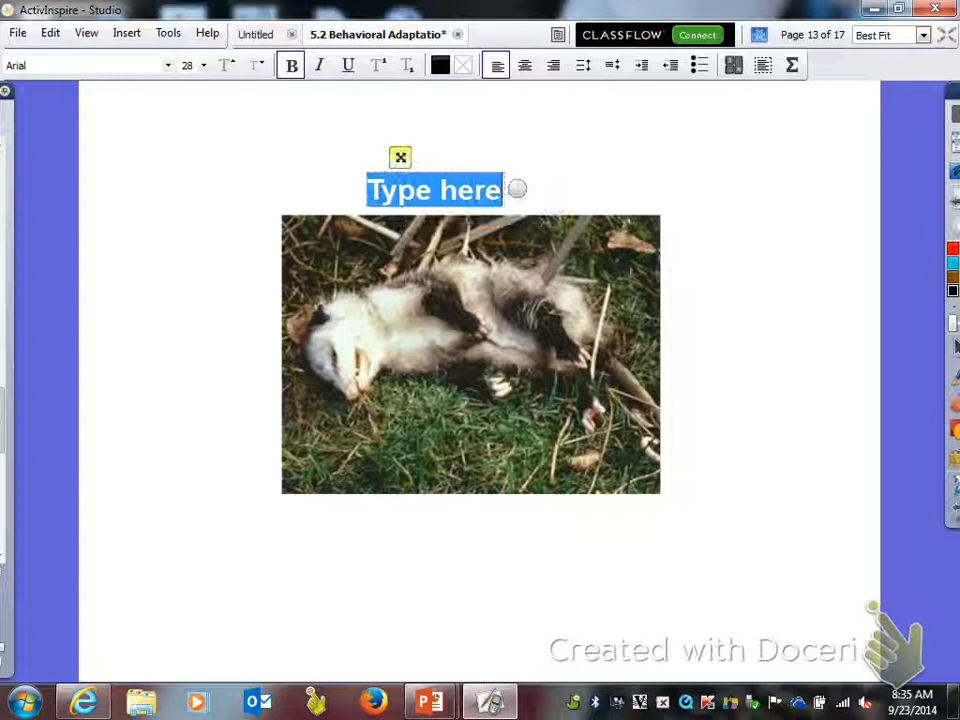 ActivInspire - Studio
File Edit View Insert Tools Help Untitled 5.2 Behavioral Adaptatio* CLASSFLOW Connect Page 13 of 17 Best Fit
Arial 28 B I U T T
Type here
Created with Doceri
8:35 AM
9/23/2014